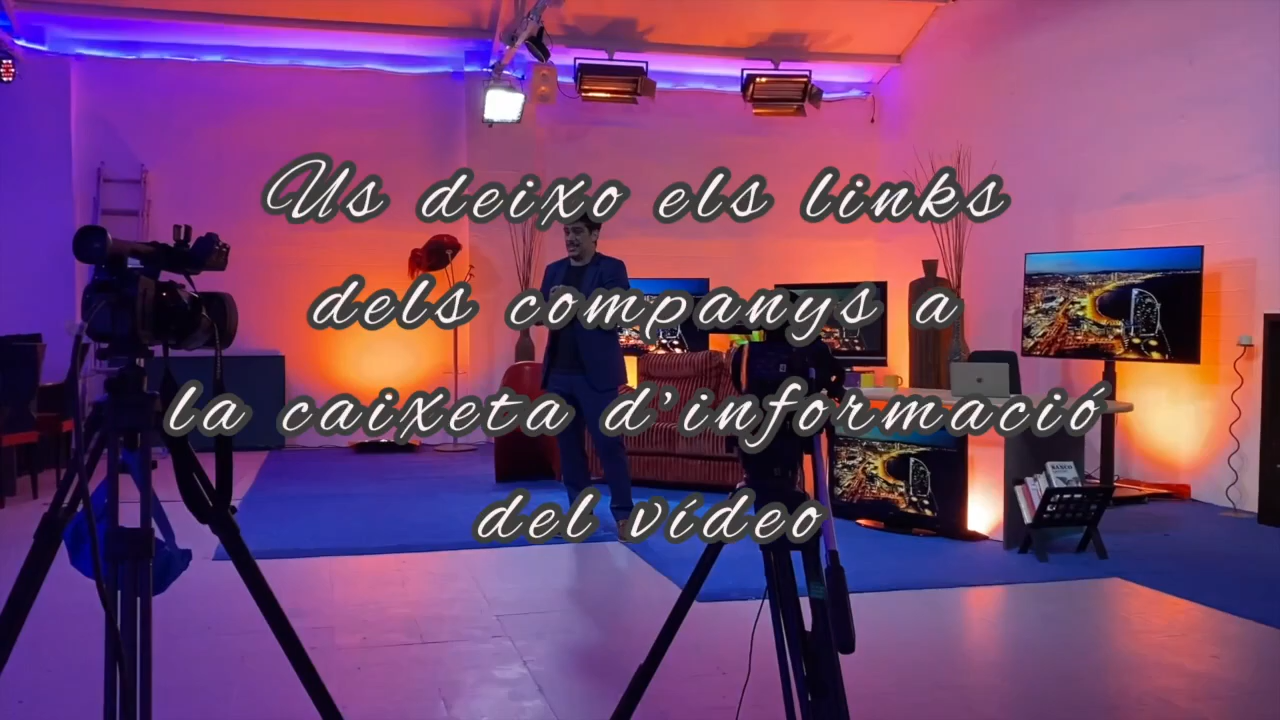 Us deixo els links
dels companys a
la caixeta d'informació
del vídeo